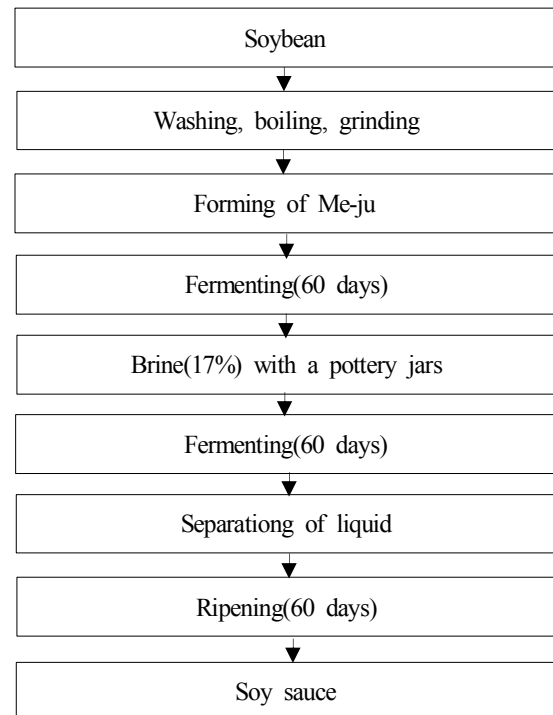 Soybean
Washing, boiling, grinding
Forming of Me-ju
Fermenting(60 days)
Brine(17%) with a pottery jars
Fermenting(60 days)
Separationg of liquid
Ripening(60 days)
Soy sauce